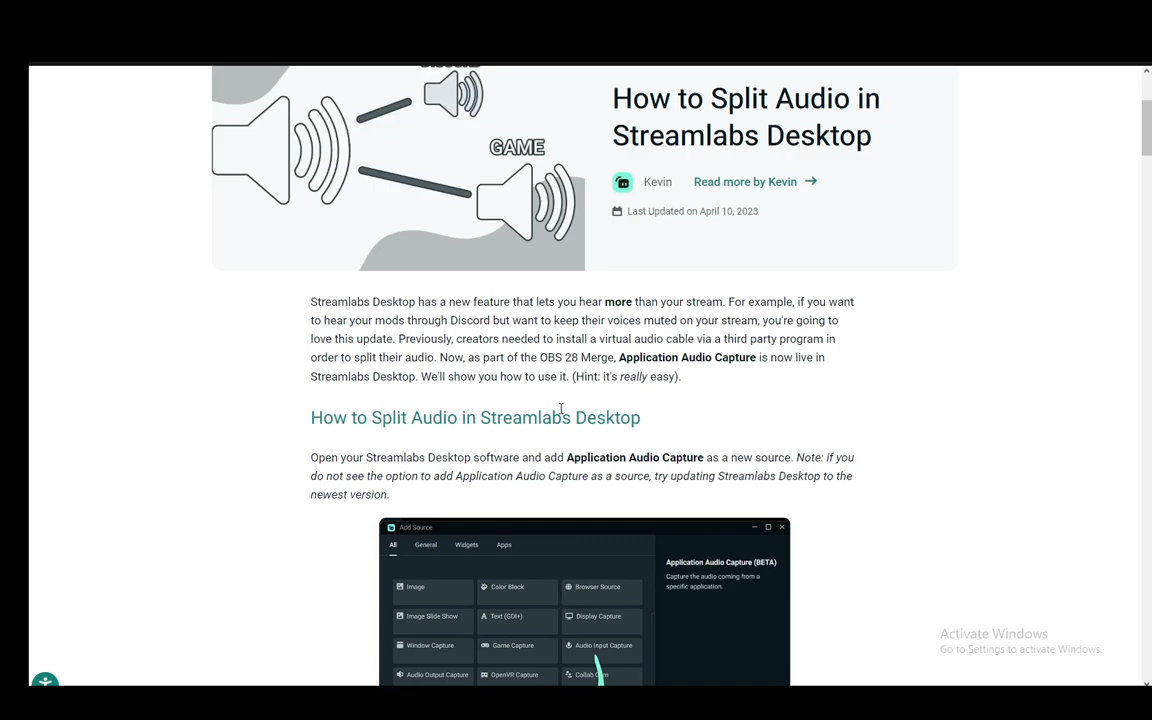 GAME
How to Split Audio in
Streamlabs Desktop
Kevin Read more by Kevin
Last Updated on April 10, 2023
Streamlabs Desktop has a new feature that lets you hear more than your stream. For example, if you want
to hear your mods through Discord but want to keep their voices muted on your stream, you're going to
love this update. Previously, creators needed to install a virtual audio cable via a third party program in
order to split their audio. Now, as part of the OBS 28 Merge, Application Audio Capture is now live in
Streamlabs Desktop. We'll show you how to use it. (Hint: it's really easy).
How to Split Audio in Streamlabs Desktop
Open your Streamlabs Desktop software and add Application Audio Capture as a new source. Note: if you
do not see the option to add Application Audio Capture as a source, try updating Streamlabs Desktop to the
newest version.
Add Source
All General Widgets Apps
Application Audio Capture (BETA)
Capture the audio coming from a
specific application.
Image Color Block Browser Source
Image Slide Show Text (GDI+) Display Capture
Window Capture Game Capture Audio Input Capture
Audio Output Capture OpenVR Capture Collab Cam
Activate Windows
Go to Settings to activate Windows.